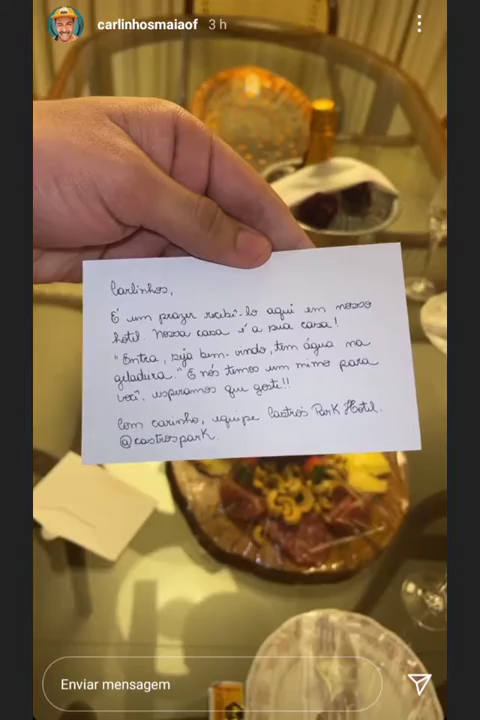 carlinhosmaiaof 3 h
Carlinhos,
É um prazer recebê-lo aqui em nosso
hotel. Nossa casa é a sua casa!
"Entra, seja bem-vindo, tem água na
geladura." E nós temos um mimo para
você, esperamos que goste!!
Com carinho, equipe Castro's Park Hotel.
@castrospark.
Enviar mensagem